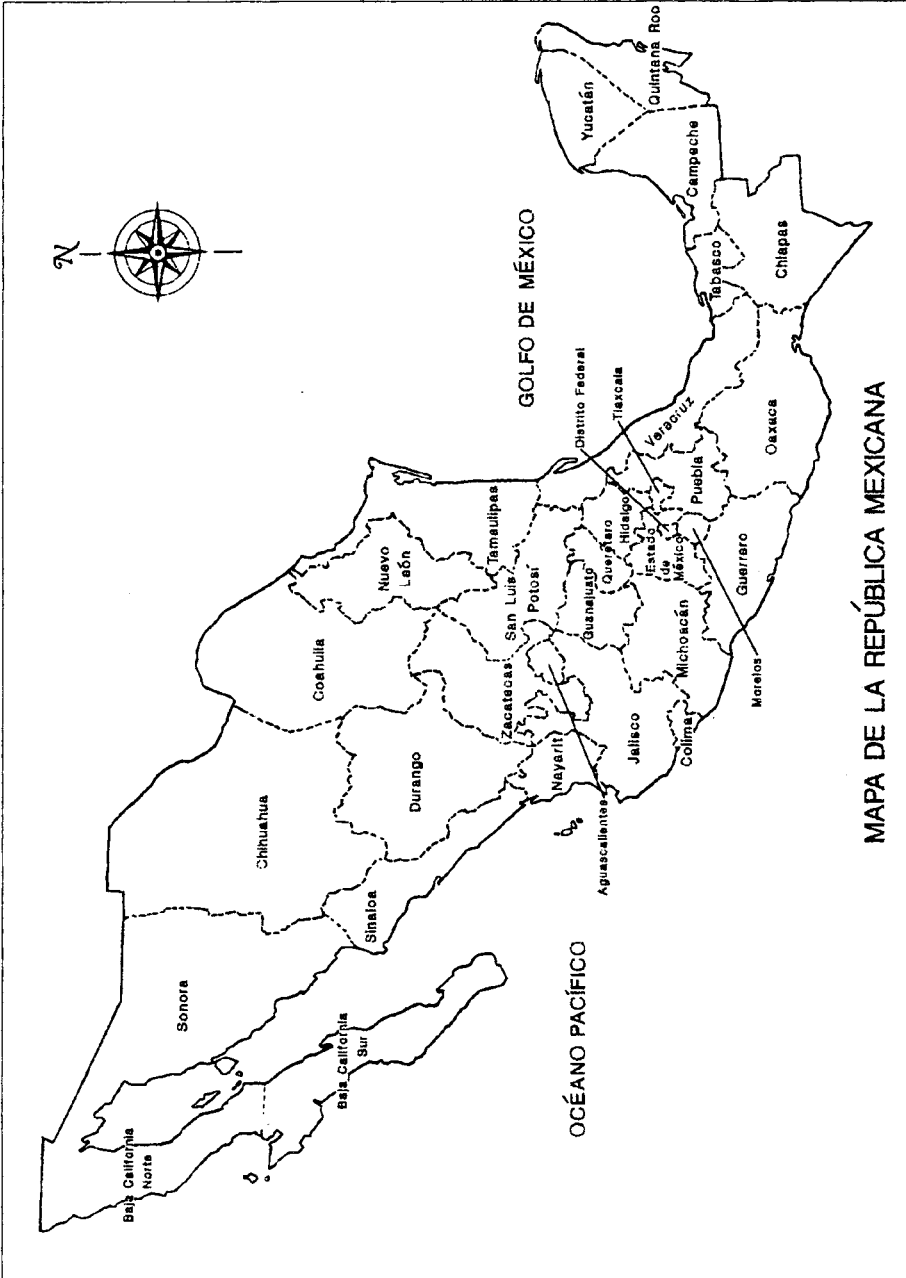 N
Baja California
Norte
Sonora
Chihuahua
Coahuila
Nuevo
León
Baja California
Sur
Sinaloa
Durango
Zacatecas
San Luis
Potosí
Tamaulipas
GOLFO DE MÉXICO
OCÉANO PACÍFICO
Nayarit
Aguascalientes
Jalisco
Guanajuato
Querétaro
Hidalgo
Distrito Federal
Tlaxcala
Veracruz
Colima
Michoacán
Estado
de
México
Puebla
Morelos
Guerrero
Oaxaca
Tabasco
Chiapas
Campeche
Yucatán
Quintana Roo
MAPA DE LA REPÚBLICA MEXICANA